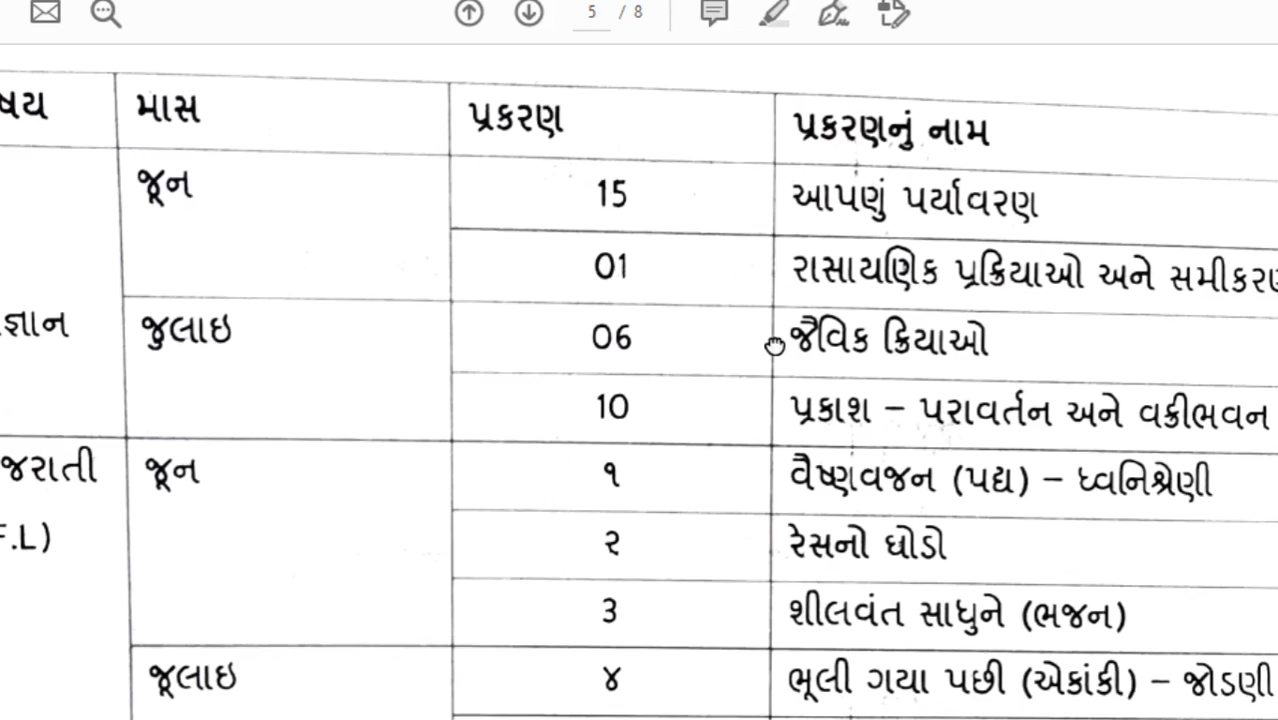 5 / 8
ષય માસ પ્રકરણ પ્રકરણનું નામ
જૂન 15 આપણું પર્યાવરણ
01 રાસાયણિક પ્રક્રિયાઓ અને સમીકરણ
જ્ઞાન જુલાઇ 06 જૈવિક ક્રિયાઓ
10 પ્રકાશ – પરાવર્તન અને વક્રીભવન
જરાતી જૂન ૧ વૈષ્ણવજન (પદ્ય) – ધ્વનિશ્રેણી
F.L) ૨ રેસનો ઘોડો
૩ શીલવંત સાધુને (ભજન)
જૂલાઇ ૪ ભૂલી ગયા પછી (એકાંકી) – જોડણી